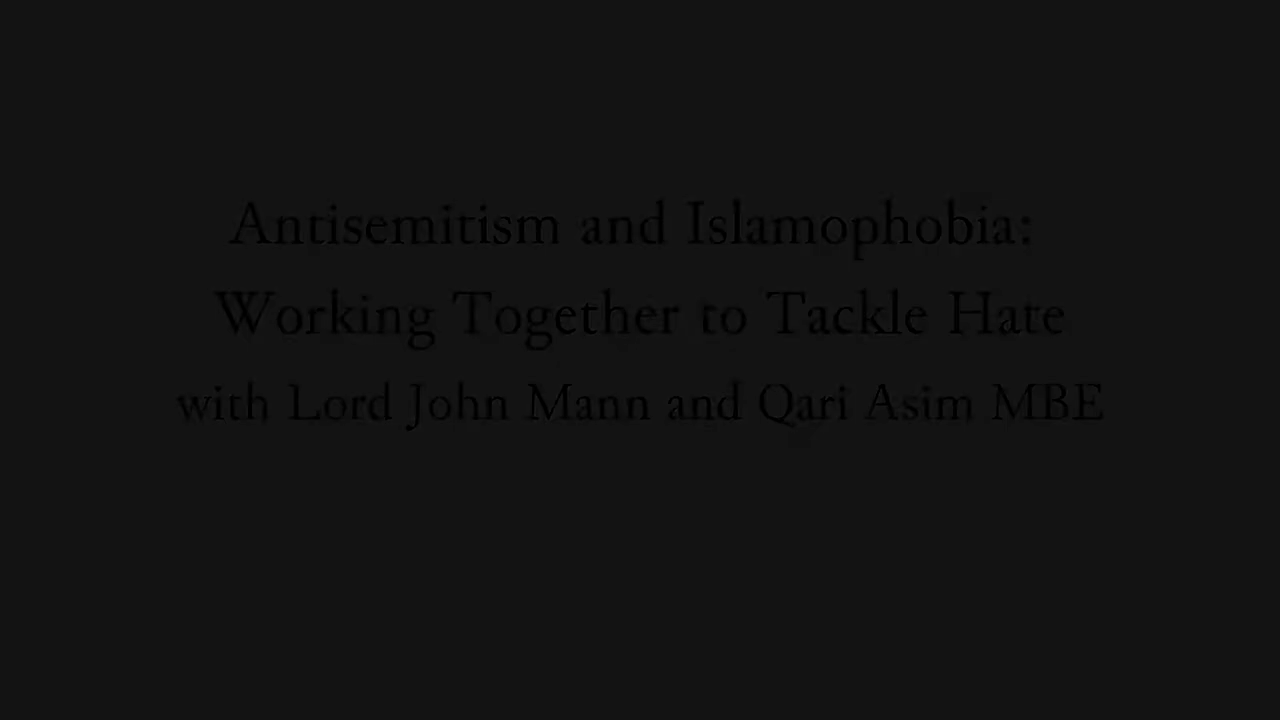 Antisemitism and Islamophobia:
Working Together to Tackle Hate
with Lord John Mann and Qari Asim MBE